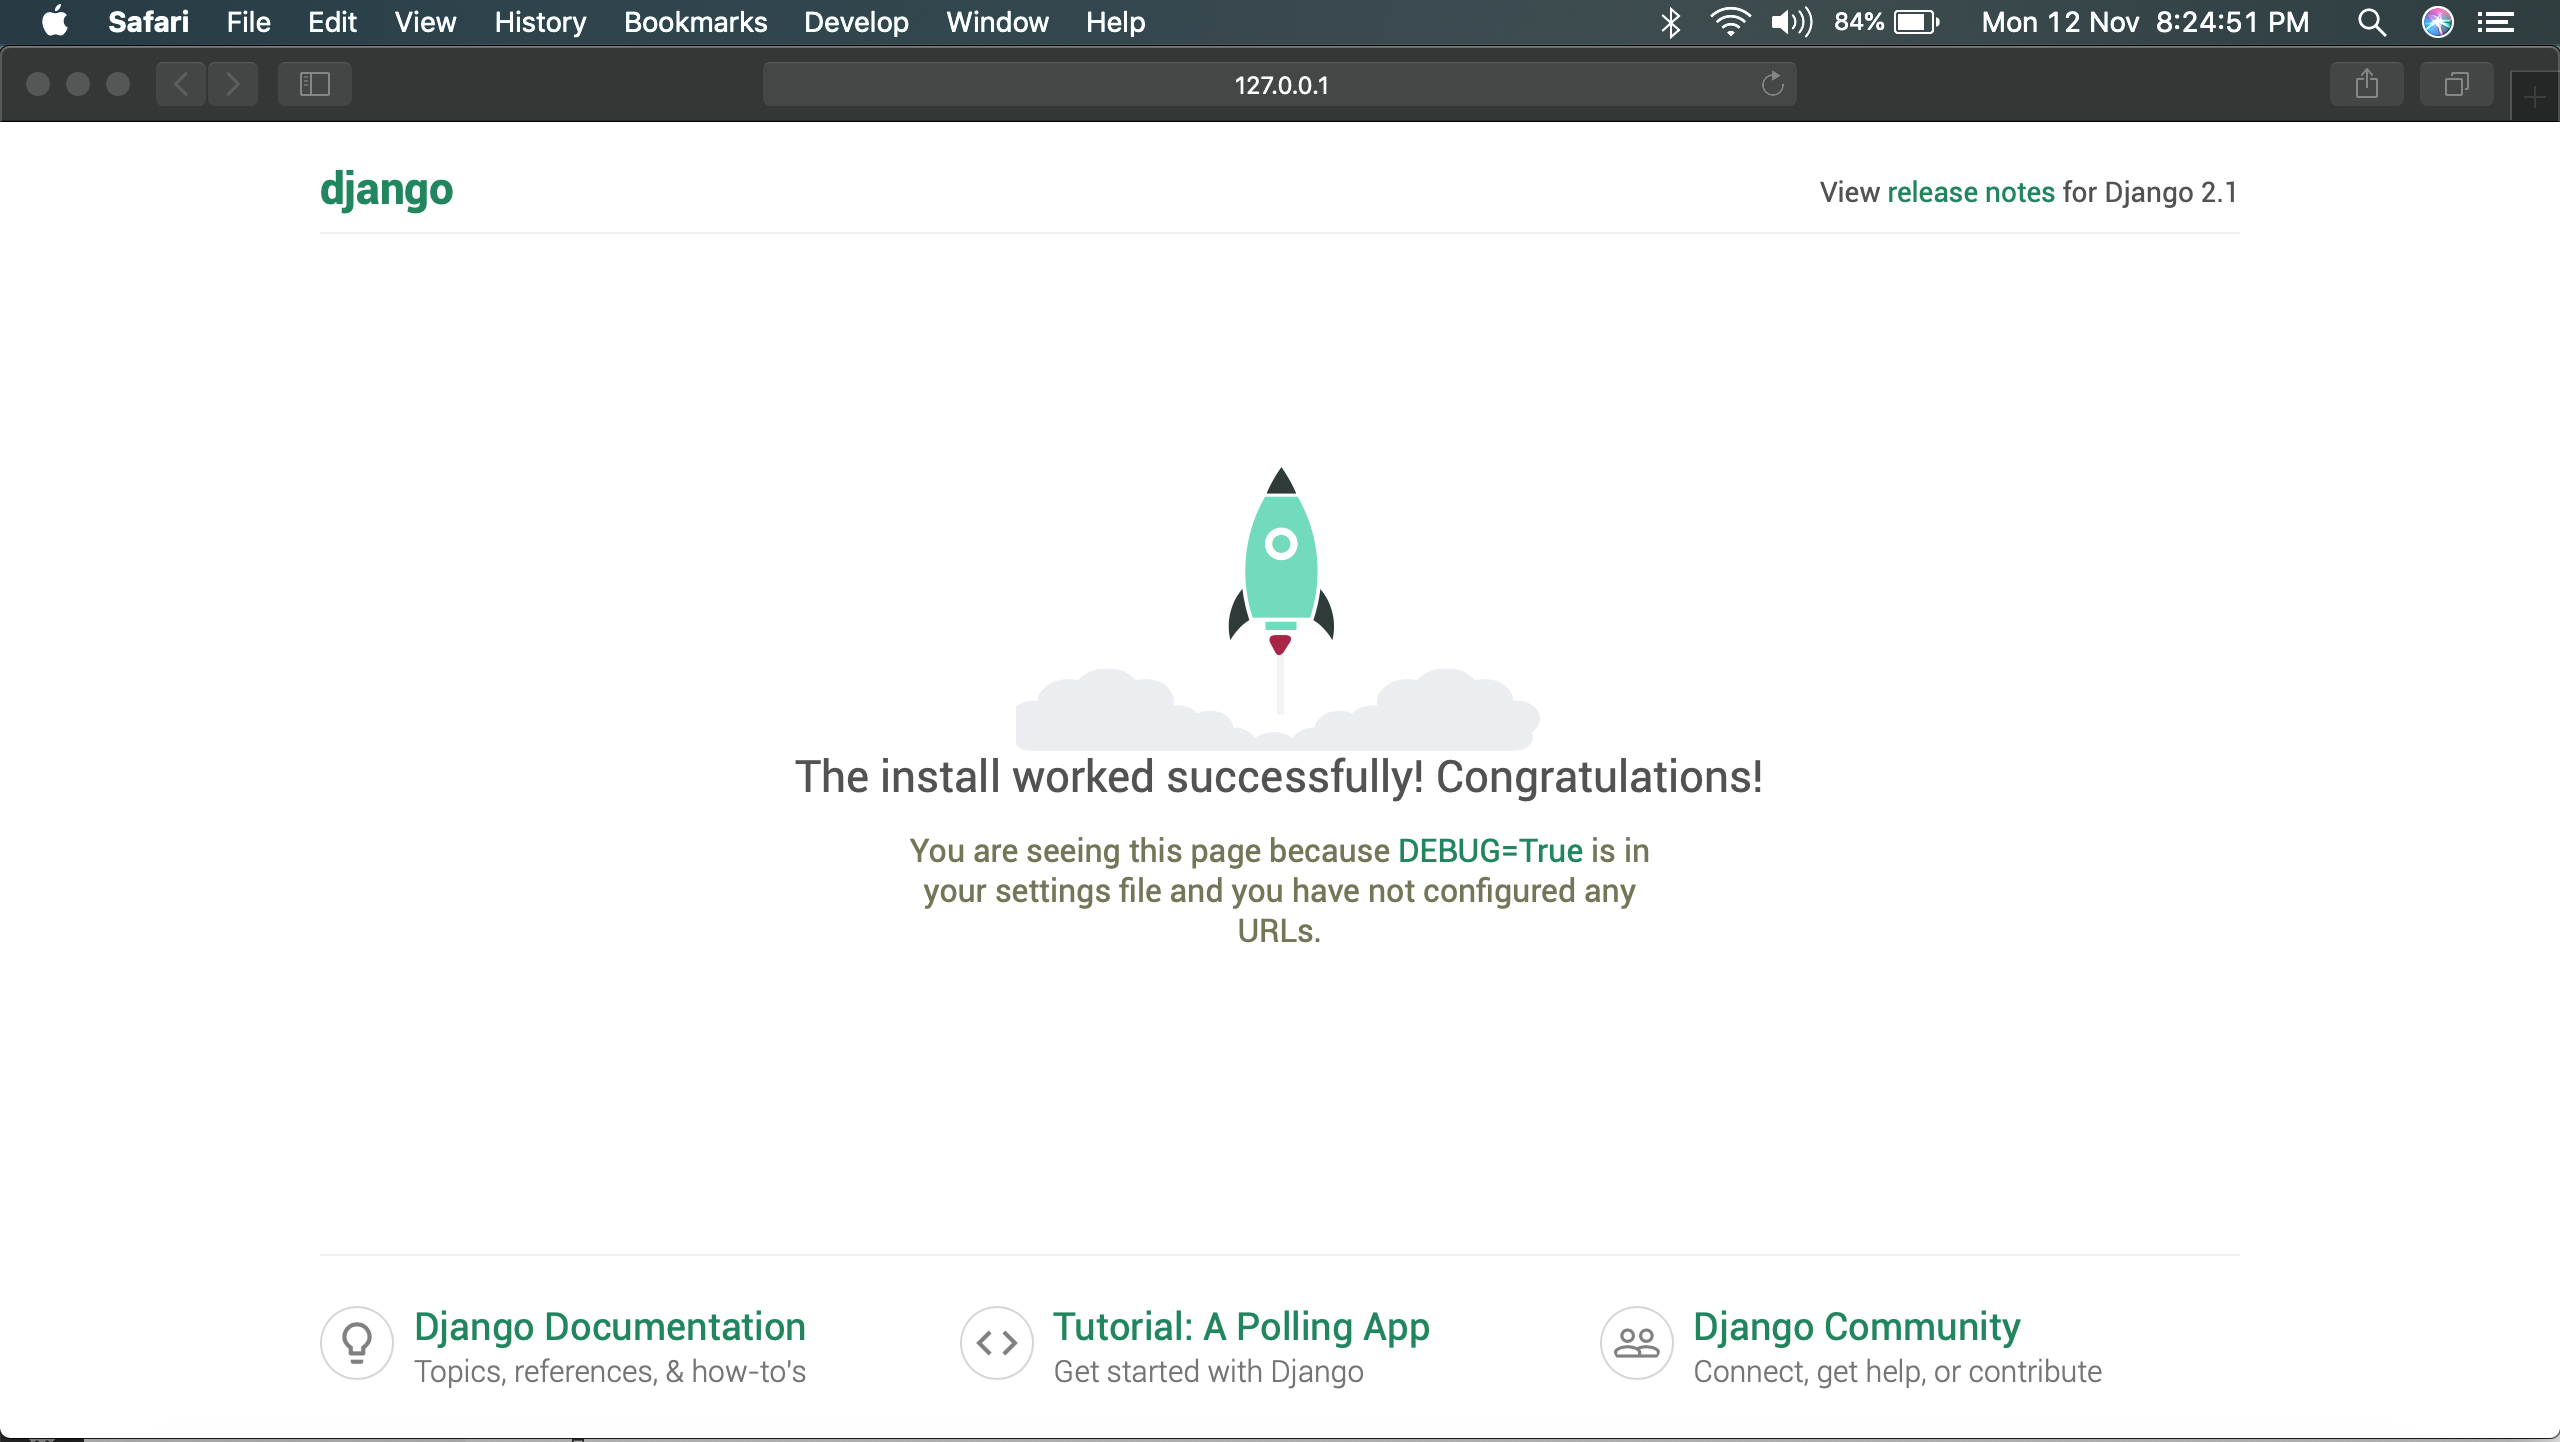 Safari File Edit View History Bookmarks Develop Window Help 84% Mon 12 Nov 8:24:51 PM
127.0.0.1
django
View release notes for Django 2.1
The install worked successfully! Congratulations!
You are seeing this page because DEBUG=True is in
your settings file and you have not configured any
URLs.
Django Documentation
Topics, references, & how-to's
Tutorial: A Polling App
Get started with Django
Django Community
Connect, get help, or contribute